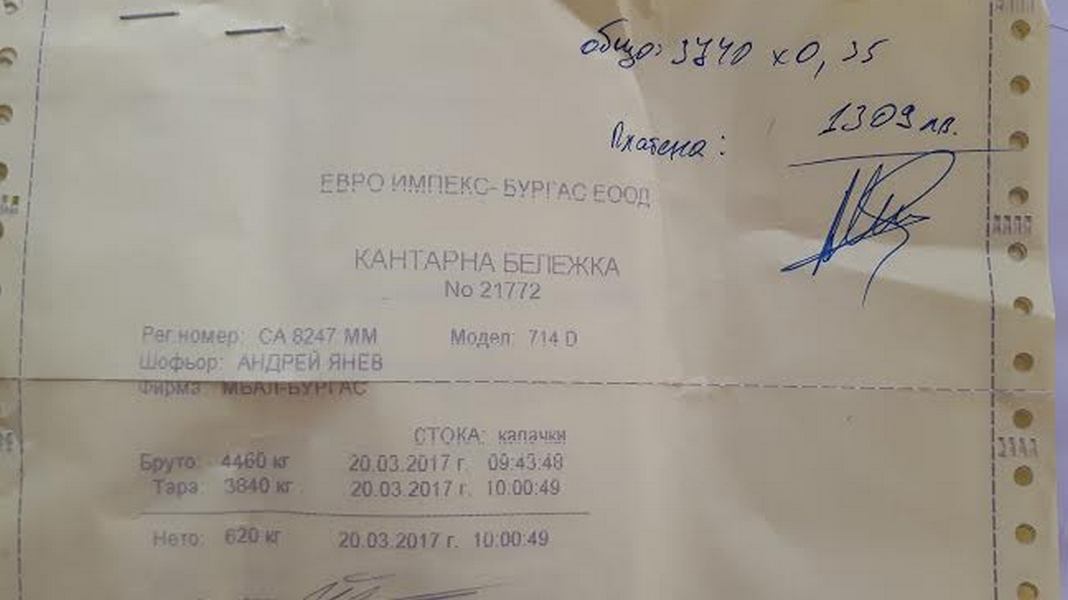 общо: 3740 х 0,35
Платена: 1309 лв.
ЕВРО ИМПЕКС- БУРГАС ЕООД
КАНТАРНА БЕЛЕЖКА
No 21772
Рег.номер: СА 8247 ММ Модел: 714 D
Шофьор: АНДРЕЙ ЯНЕВ
Фирма: МБАЛ-БУРГАС
СТОКА: капачки
Бруто: 4460 кг 20.03.2017 г. 09:43:48
Тара: 3840 кг. 20.03.2017 г. 10:00:49
Нето: 620 кг 20.03.2017 г. 10:00:49